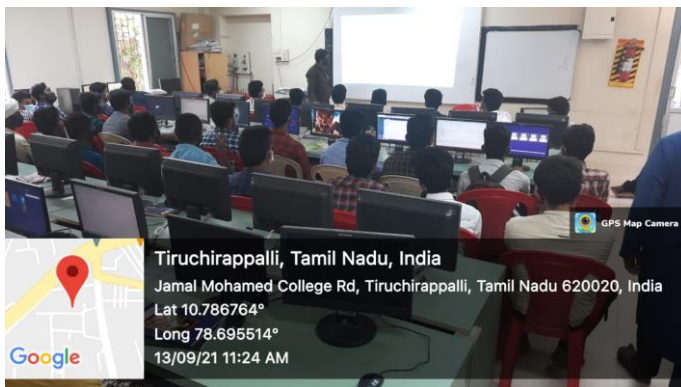 GPS Map Camera
Tiruchirappalli, Tamil Nadu, India
Jamal Mohamed College Rd, Tiruchirappalli, Tamil Nadu 620020, India
Lat 10.786764°
Long 78.695514°
13/09/21 11:24 AM
Google